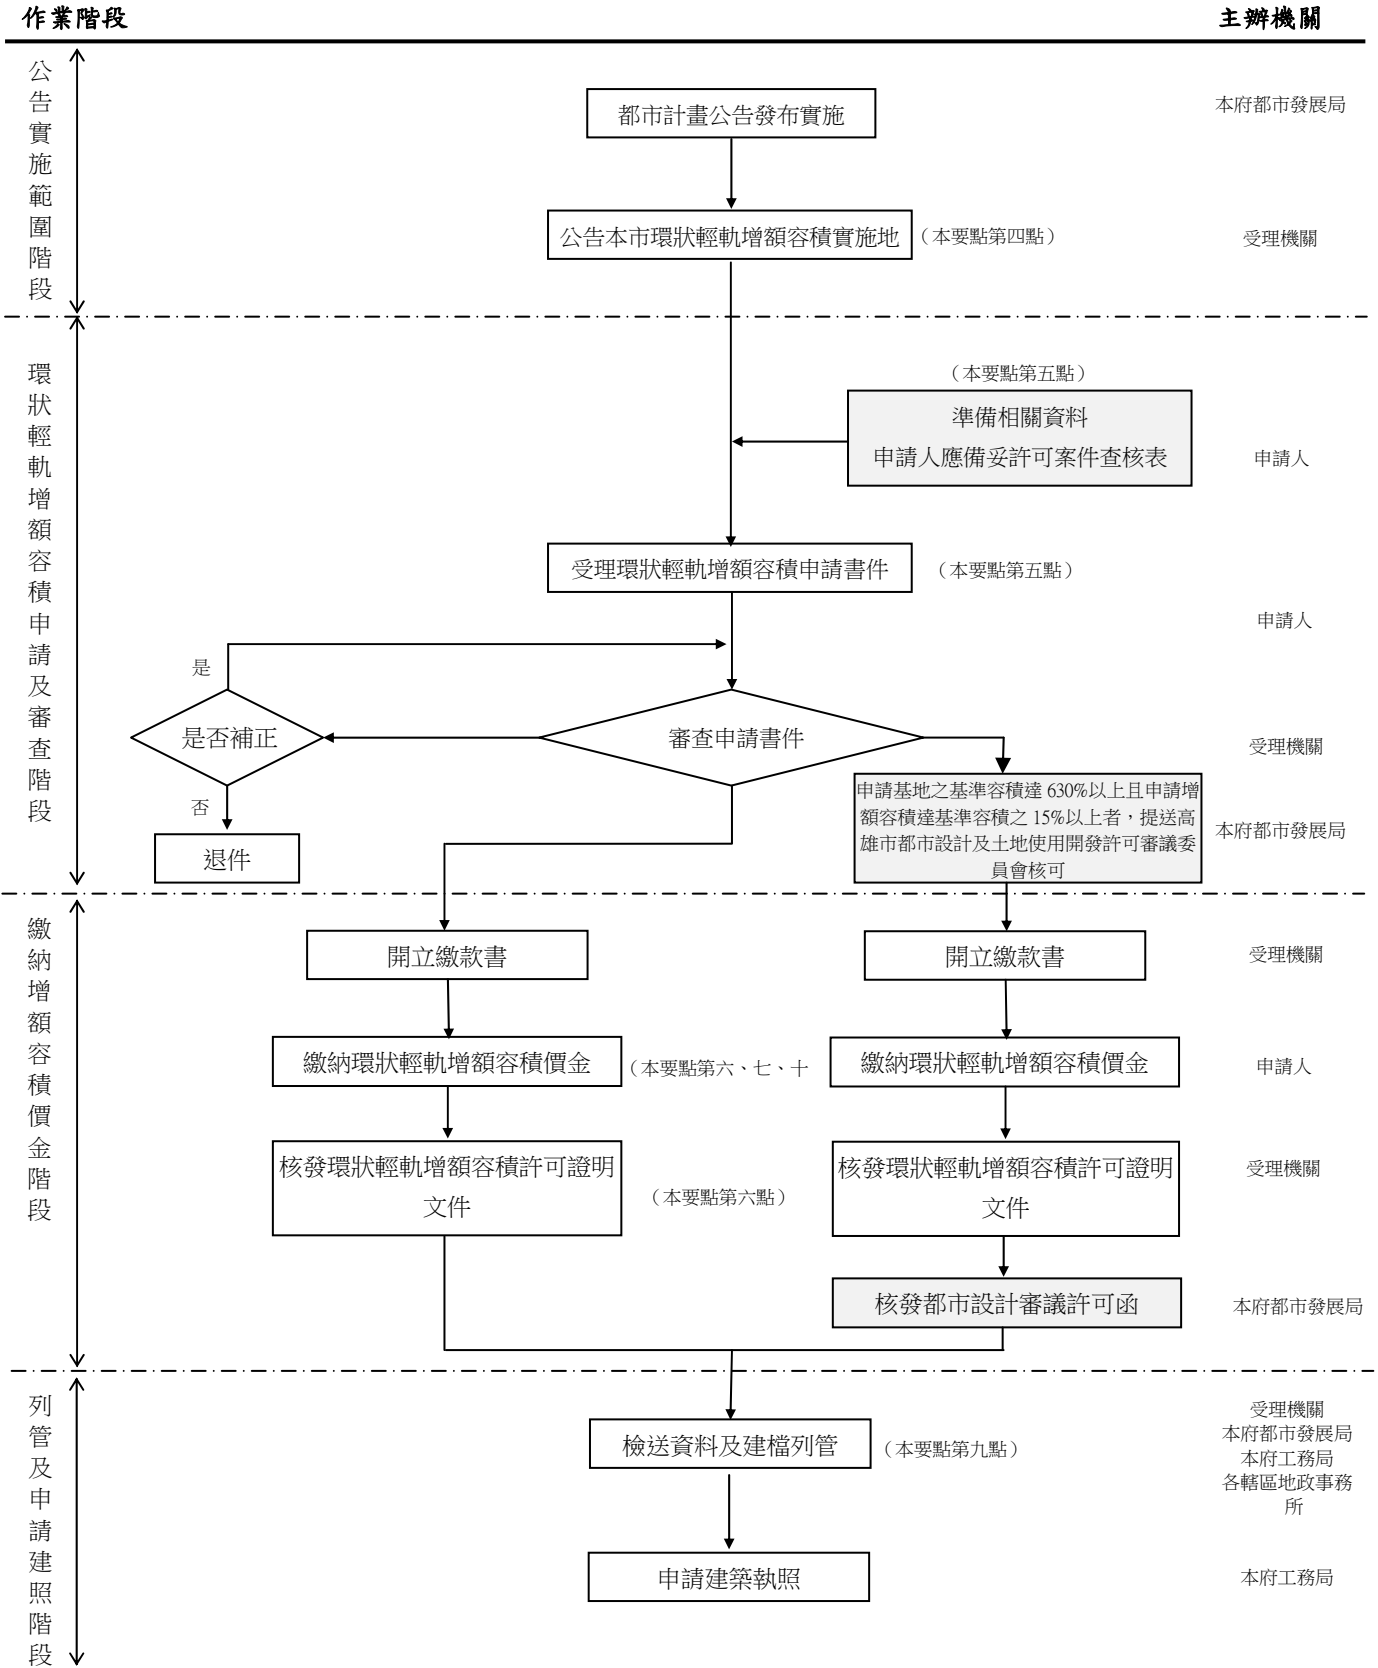 作業階段
主辦機關
公告實施範圍階段
都市計畫公告發布實施
本府都市發展局
公告本市環狀輕軌增額容積實施地
（本要點第四點）
受理機關
環狀輕軌增額容積申請及審查階段
（本要點第五點）
準備相關資料
申請人應備妥許可案件查核表
申請人
受理環狀輕軌增額容積申請書件
（本要點第五點）
申請人
是
是否補正
審查申請書件
受理機關
否
退件
申請基地之基準容積達 630%以上且申請增
額容積達基準容積之 15%以上者，提送高
雄市都市設計及土地使用開發許可審議委
員會核可
本府都市發展局
繳納增額容積價金階段
開立繳款書
開立繳款書
受理機關
繳納環狀輕軌增額容積價金
（本要點第六、七、十
繳納環狀輕軌增額容積價金
申請人
核發環狀輕軌增額容積許可證明
文件
（本要點第六點）
核發環狀輕軌增額容積許可證明
文件
受理機關
核發都市設計審議許可函
本府都市發展局
列管及申請建照階段
檢送資料及建檔列管
（本要點第九點）
受理機關
本府都市發展局
本府工務局
各轄區地政事務
所
申請建築執照
本府工務局